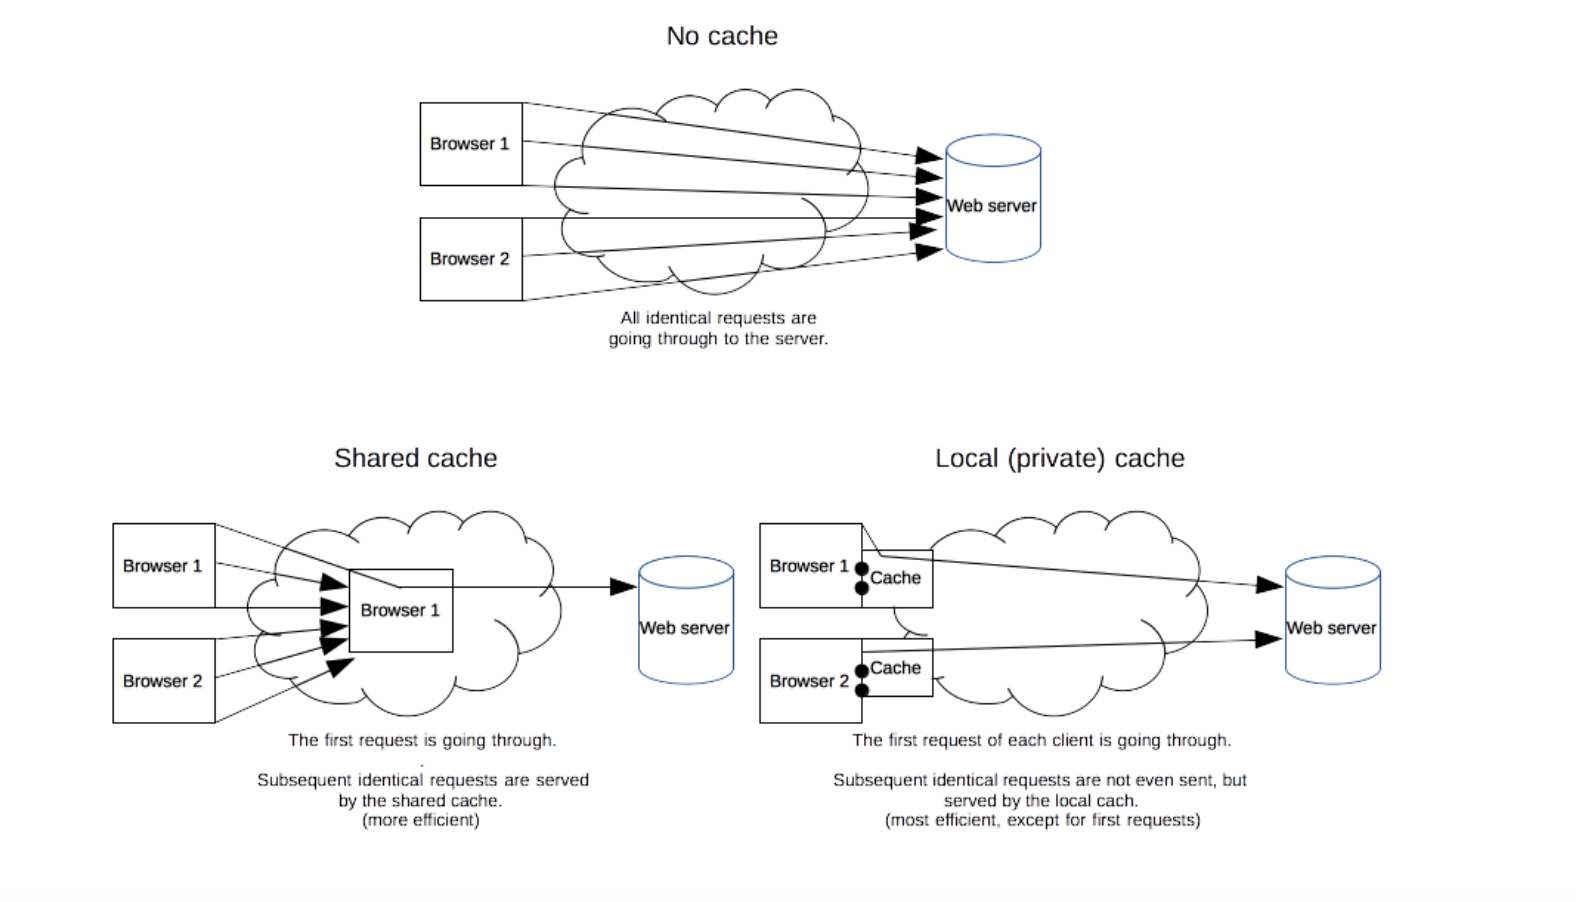 No cache
Browser 1
Web server
Browser 2
All identical requests are
going through to the server.
Shared cache
Browser 1
Browser 1
Web server
Browser 2
The first request is going through.
.
Subsequent identical requests are served
by the shared cache.
(more efficient)
Local (private) cache
Browser 1
Cache
Web server
Browser 2
Cache
The first request of each client is going through.
Subsequent identical requests are not even sent, but
served by the local cach.
(most efficient, except for first requests)